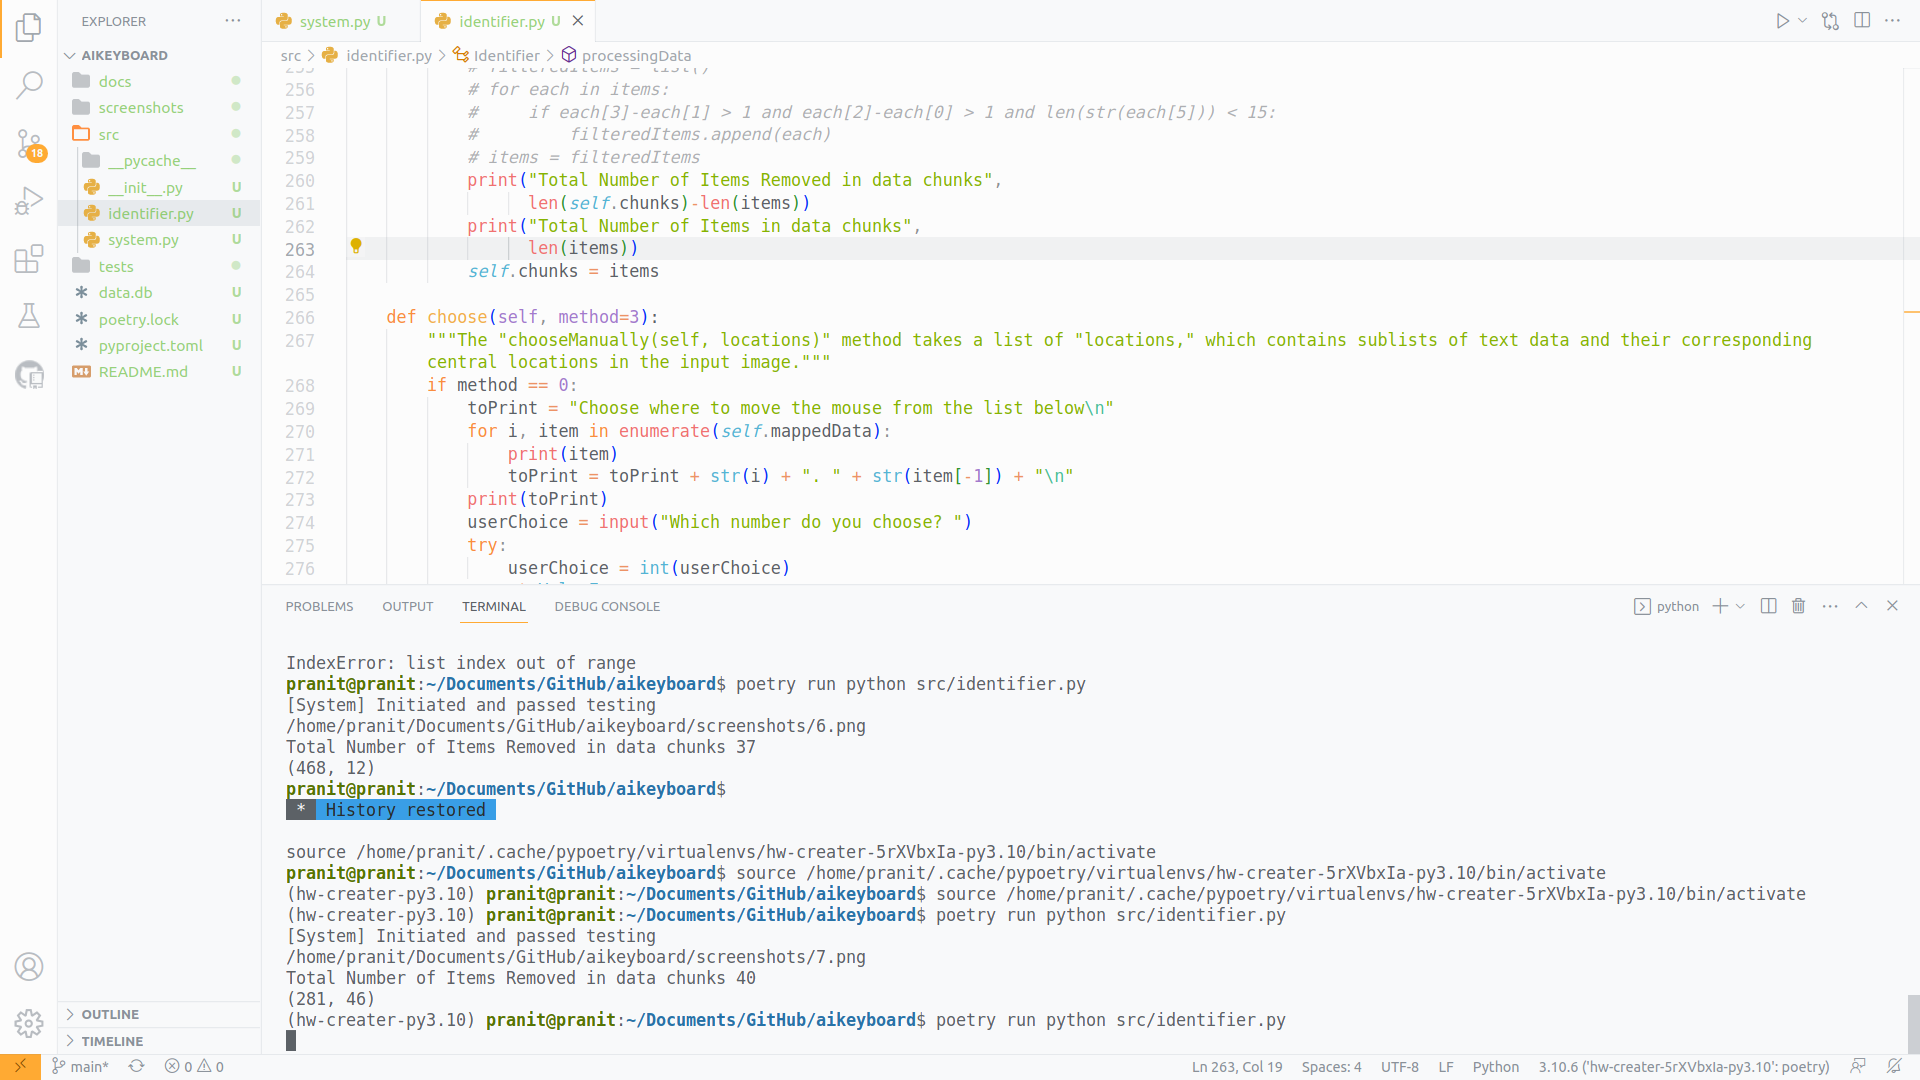 EXPLORER
AIKEYBOARD
docs
screenshots
src
__pycache__
__init__.py U
identifier.py U
system.py U
tests
data.db U
poetry.lock U
pyproject.toml U
README.md U
OUTLINE
TIMELINE
18
system.py U
identifier.py U
src > identifier.py > Identifier > processingData
255 # filteredItems = list()
256 # for each in items:
257 #     if each[3]-each[1] > 1 and each[2]-each[0] > 1 and len(str(each[5])) < 15:
258 #         filteredItems.append(each)
259 # items = filteredItems
260 print("Total Number of Items Removed in data chunks",
261 len(self.chunks)-len(items))
262 print("Total Number of Items in data chunks",
263 len(items))
264 self.chunks = items
265
266 def choose(self, method=3):
267 """The "chooseManually(self, locations)" method takes a list of "locations," which contains sublists of text data and their corresponding
central locations in the input image."""
268 if method == 0:
269 toPrint = "Choose where to move the mouse from the list below\n"
270 for i, item in enumerate(self.mappedData):
271 print(item)
272 toPrint = toPrint + str(i) + ". " + str(item[-1]) + "\n"
273 print(toPrint)
274 userChoice = input("Which number do you choose? ")
275 try:
276 userChoice = int(userChoice)
PROBLEMS OUTPUT TERMINAL DEBUG CONSOLE
python
IndexError: list index out of range
pranit@pranit:~/Documents/GitHub/aikeyboard$ poetry run python src/identifier.py
[System] Initiated and passed testing
/home/pranit/Documents/GitHub/aikeyboard/screenshots/6.png
Total Number of Items Removed in data chunks 37
(468, 12)
pranit@pranit:~/Documents/GitHub/aikeyboard$
* History restored
source /home/pranit/.cache/pypoetry/virtualenvs/hw-creater-5rXVbxIa-py3.10/bin/activate
pranit@pranit:~/Documents/GitHub/aikeyboard$ source /home/pranit/.cache/pypoetry/virtualenvs/hw-creater-5rXVbxIa-py3.10/bin/activate
(hw-creater-py3.10) pranit@pranit:~/Documents/GitHub/aikeyboard$ source /home/pranit/.cache/pypoetry/virtualenvs/hw-creater-5rXVbxIa-py3.10/bin/activate
(hw-creater-py3.10) pranit@pranit:~/Documents/GitHub/aikeyboard$ poetry run python src/identifier.py
[System] Initiated and passed testing
/home/pranit/Documents/GitHub/aikeyboard/screenshots/7.png
Total Number of Items Removed in data chunks 40
(281, 46)
(hw-creater-py3.10) pranit@pranit:~/Documents/GitHub/aikeyboard$ poetry run python src/identifier.py
main* 0 0 Ln 263, Col 19 Spaces: 4 UTF-8 LF Python 3.10.6 ('hw-creater-5rXVbxIa-py3.10': poetry)